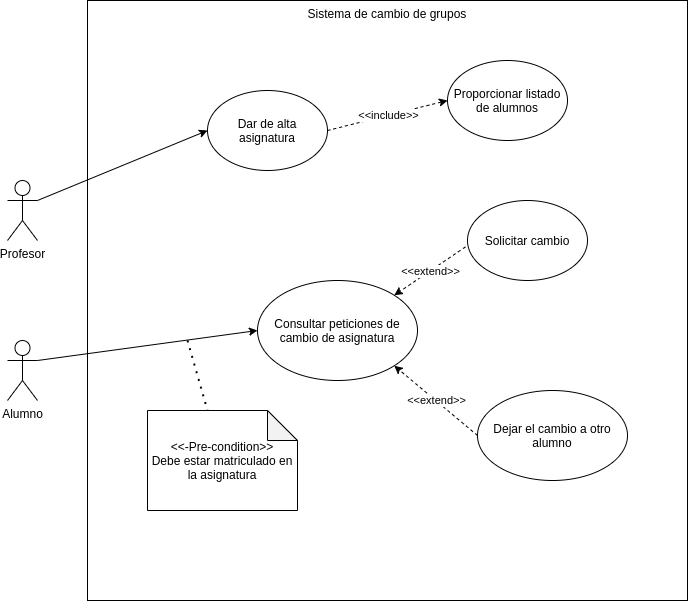 Sistema de cambio de grupos
Proporcionar listado
de alumnos
<<include>>
Dar de alta
asignatura
Profesor
Solicitar cambio
<<extend>>
Consultar peticiones de
cambio de asignatura
Alumno
<<extend>>
Dejar el cambio a otro
alumno
<<-Pre-condition>>
Debe estar matriculado en
la asignatura